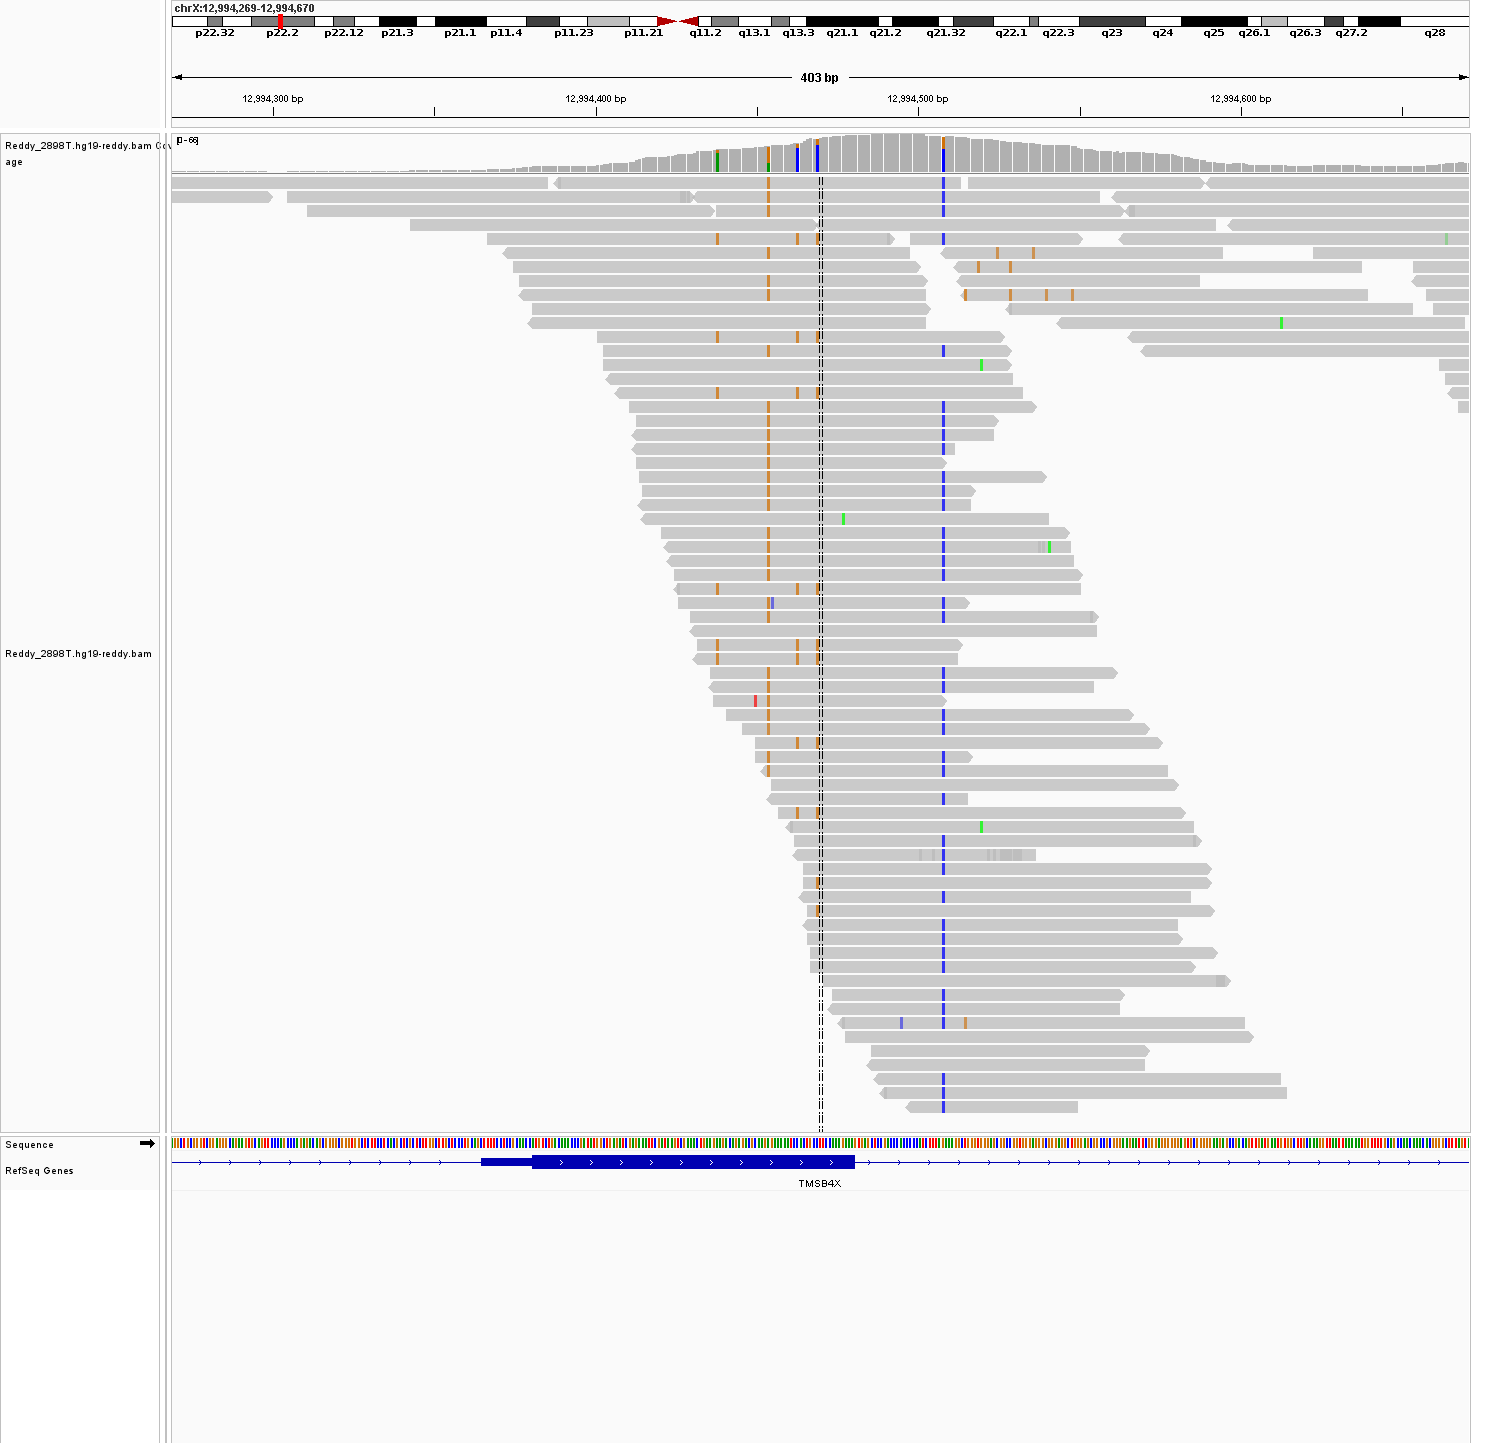 chrX:12,994,269-12,994,670
p22.32 p22.2 p22.12 p21.3 p21.1 p11.4 p11.23 p11.21 q11.2 q13.1 q13.3 q21.1 q21.2 q21.32 q22.1 q22.3 q23 q24 q25 q26.1 q26.3 q27.2 q28
403 bp
12,994,300 bp 12,994,400 bp 12,994,500 bp 12,994,600 bp
Reddy_2898T.hg19-reddy.bam Cov
age
[0-66]
Reddy_2898T.hg19-reddy.bam
Sequence
RefSeq Genes
TMSB4X